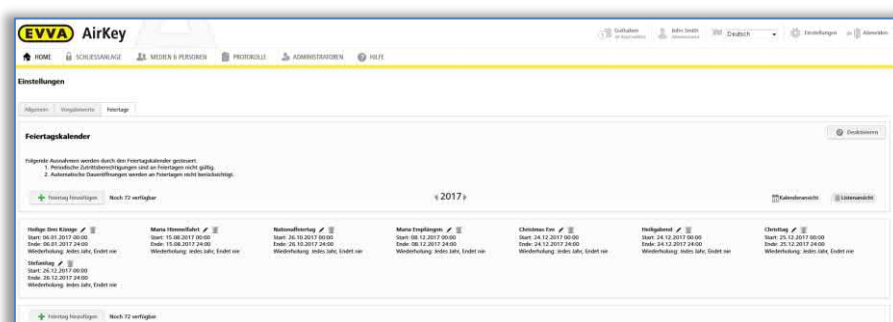 EVVA AirKey
Guthaben
John Smith
Deutsch
Einstellungen
Abmelden
HOME
SCHLIESSANLAGE
MEDIEN & PERSONEN
PROTOKOLLE
ADMINISTRATOREN
HILFE
Einstellungen
Allgemein
Vorgabewerte
Feiertage
Feiertagskalender
Deaktivieren
Folgende Ausnahmen werden durch den Feiertagskalender gesteuert:
1. Periodische Zutrittsberechtigungen sind an Feiertagen nicht gültig.
2. Automatische Daueröffnungen werden an Feiertagen nicht berücksichtigt.
Feiertag hinzufügen
Noch 72 verfügbar
2017
Kalenderansicht
Listenansicht
Heilige Drei Könige
Start: 06.01.2017 00:00
Ende: 06.01.2017 24:00
Wiederholung: Jedes Jahr, Endet nie
Maria Himmelfahrt
Start: 15.08.2017 00:00
Ende: 15.08.2017 24:00
Wiederholung: Jedes Jahr, Endet nie
Nationalfeiertag
Start: 26.10.2017 00:00
Ende: 26.10.2017 24:00
Wiederholung: Jedes Jahr, Endet nie
Maria Empfängnis
Start: 08.12.2017 00:00
Ende: 08.12.2017 24:00
Wiederholung: Jedes Jahr, Endet nie
Christmas Eve
Start: 24.12.2017 00:00
Ende: 24.12.2017 24:00
Wiederholung: Jedes Jahr, Endet nie
Heiligabend
Start: 24.12.2017 00:00
Ende: 24.12.2017 24:00
Wiederholung: Jedes Jahr, Endet nie
Christtag
Start: 25.12.2017 00:00
Ende: 25.12.2017 24:00
Wiederholung: Jedes Jahr, Endet nie
Stefanitag
Start: 26.12.2017 00:00
Ende: 26.12.2017 24:00
Wiederholung: Jedes Jahr, Endet nie
Feiertag hinzufügen
Noch 72 verfügbar